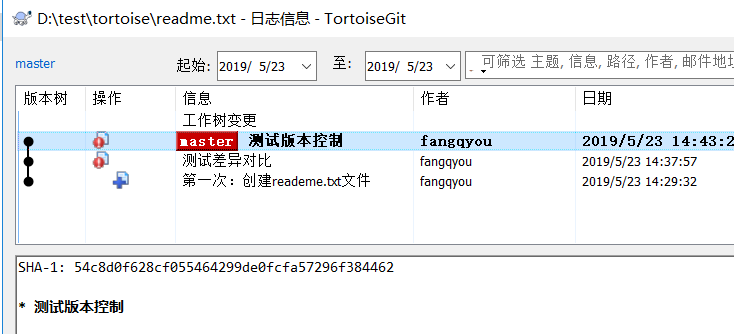 D:\test\tortoise\readme.txt - 日志信息 - TortoiseGit
master 起始: 2019/ 5/23 至: 2019/ 5/23 可筛选 主题, 信息, 路径, 作者, 邮件地
版本树 操作 信息 作者 日期
工作树变更
master 测试版本控制 fangqyou 2019/5/23 14:43:2
测试差异对比 fangqyou 2019/5/23 14:37:57
第一次：创建reademe.txt文件 fangqyou 2019/5/23 14:29:32
SHA-1: 54c8d0f628cf055464299de0fcfa57296f384462
* 测试版本控制